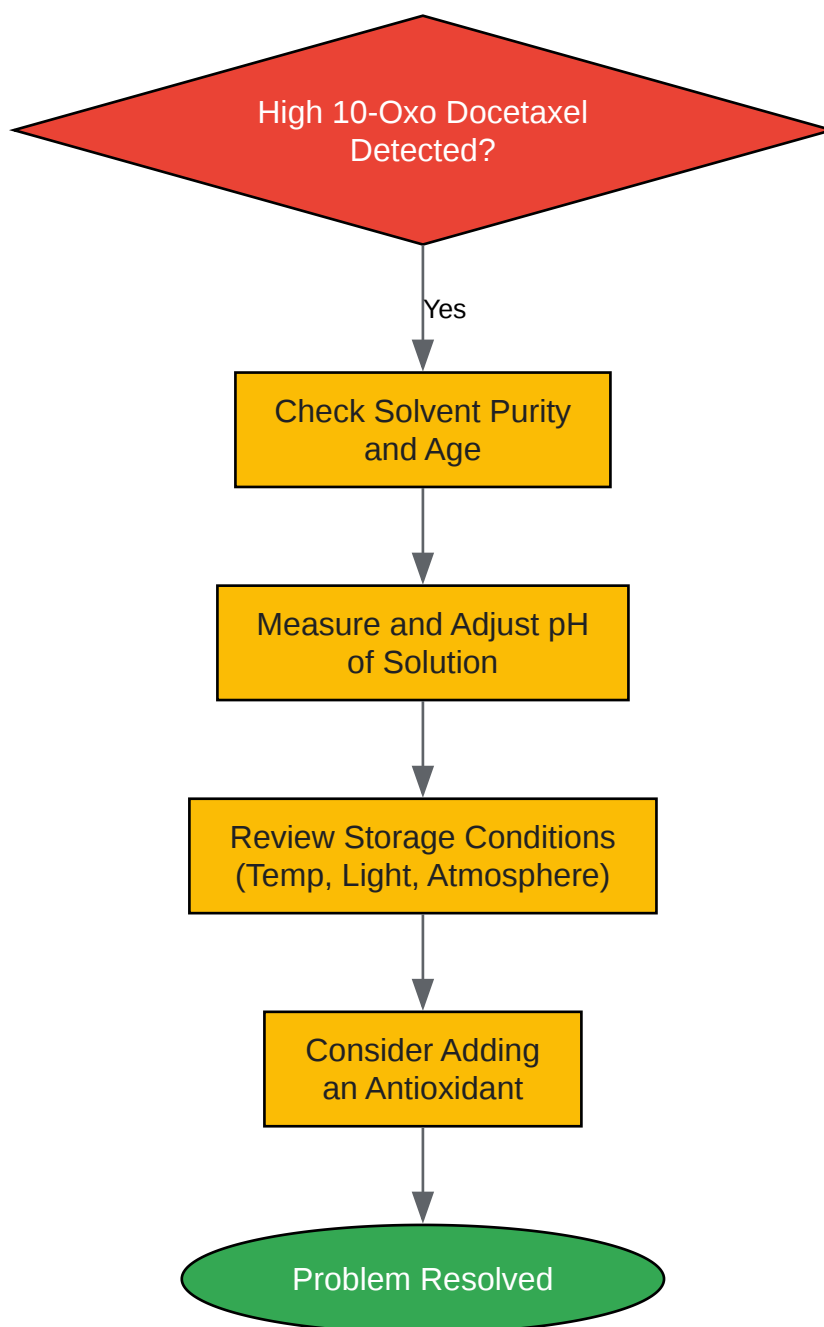 High 10-Oxo Docetaxel
Detected?
Yes
Check Solvent Purity
and Age
Measure and Adjust pH
of Solution
Review Storage Conditions
(Temp, Light, Atmosphere)
Consider Adding
an Antioxidant
Problem Resolved